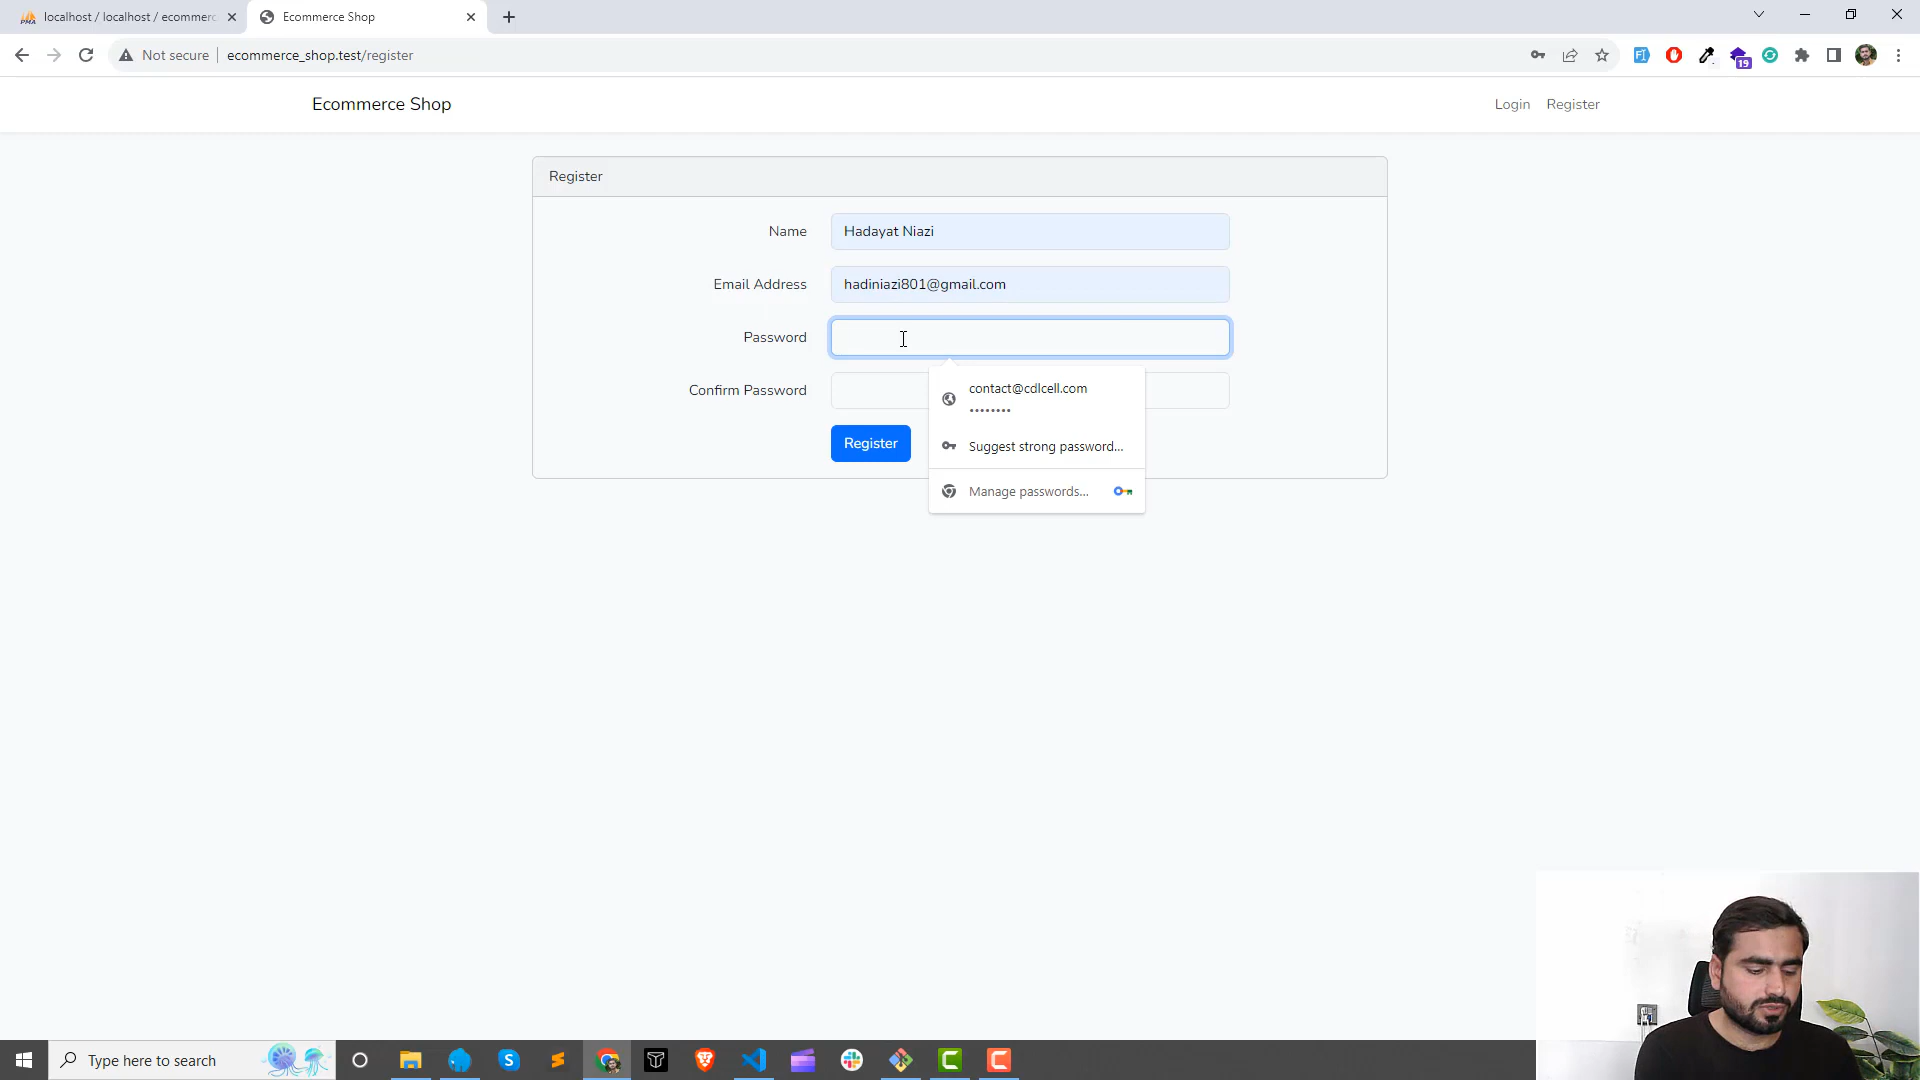 localhost / localhost / ecommerc
Ecommerce Shop
Not secure
ecommerce_shop.test/register
19
Ecommerce Shop
Login
Register
Register
Name
Hadayat Niazi
Email Address
hadiniazi801@gmail.com
Password
Confirm Password
contact@cdlcell.com
••••••••
Suggest strong password...
Manage passwords...
Register
Type here to search